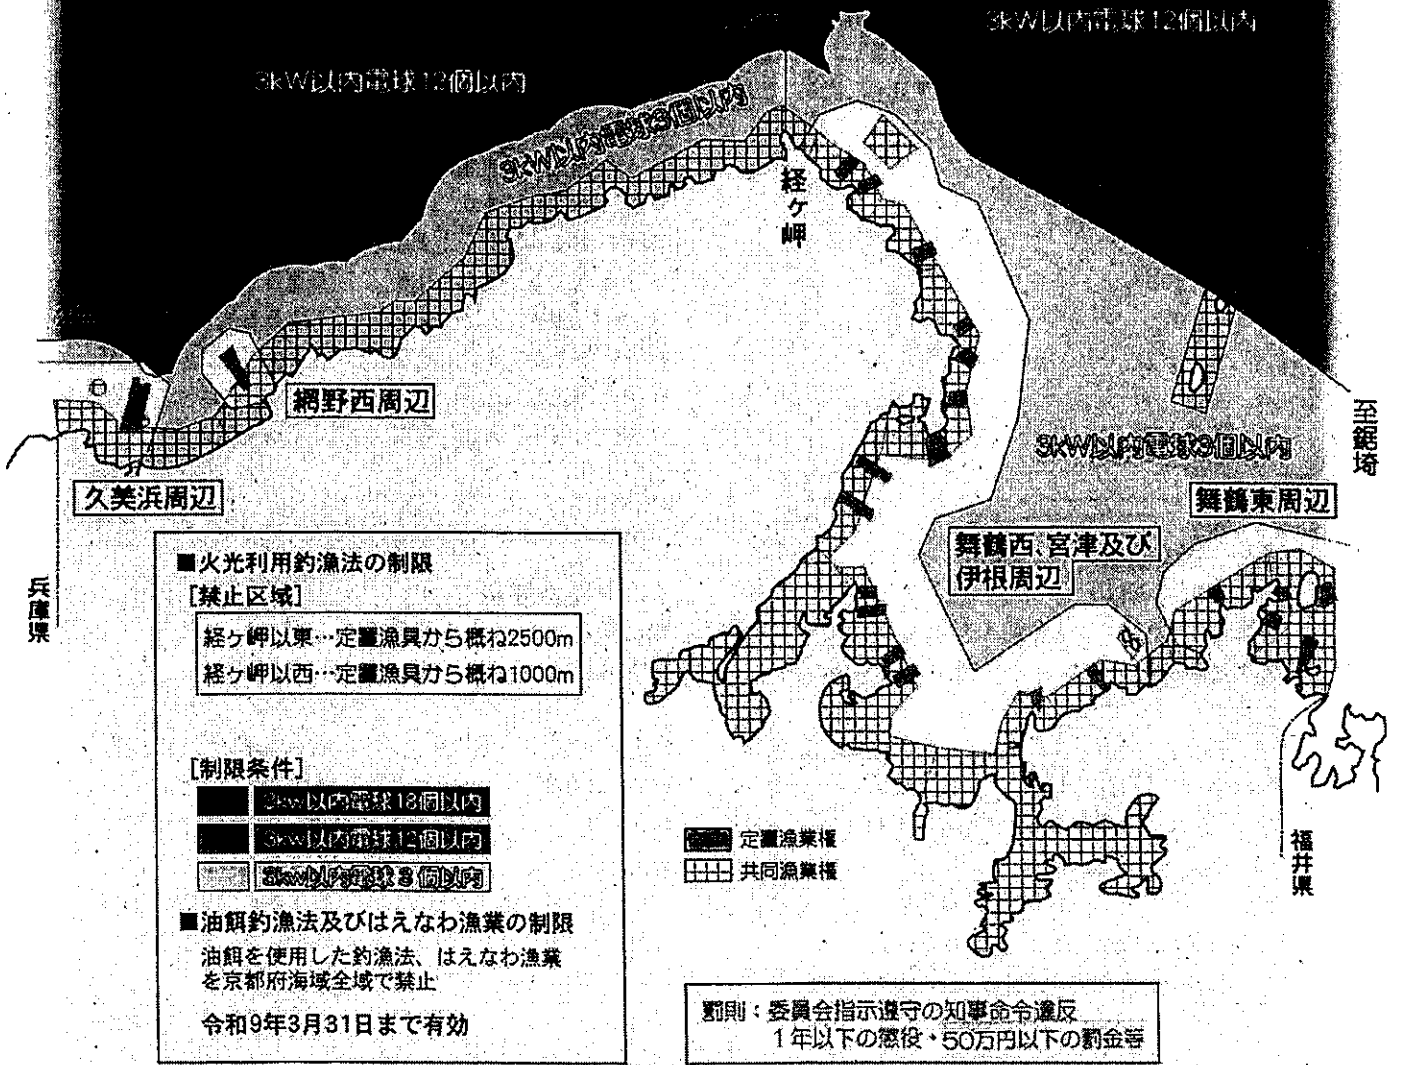 3kW以内電球12個以内
3kW以内電球12個以内
3kW以内電球8個以内
経ヶ岬
網野西周辺
久美浜周辺
3kW以内電球8個以内
至鋸埼
舞鶴東周辺
舞鶴西、宮津及び
伊根周辺
兵庫県
■火光利用釣漁法の制限
[禁止区域]
経ヶ岬以東…定置漁具から概ね2500m
経ヶ岬以西…定置漁具から概ね1000m
[制限条件]
3kw以内電球18個以内
3kw以内電球12個以内
3kw以内電球8個以内
■油餌釣漁法及びはえなわ漁業の制限
油餌を使用した釣漁法、はえなわ漁業
を京都府海域全域で禁止
令和9年3月31日まで有効
定置漁業権
共同漁業権
福井県
罰則：委員会指示遵守の知事命令違反
1年以下の懲役・50万円以下の罰金等